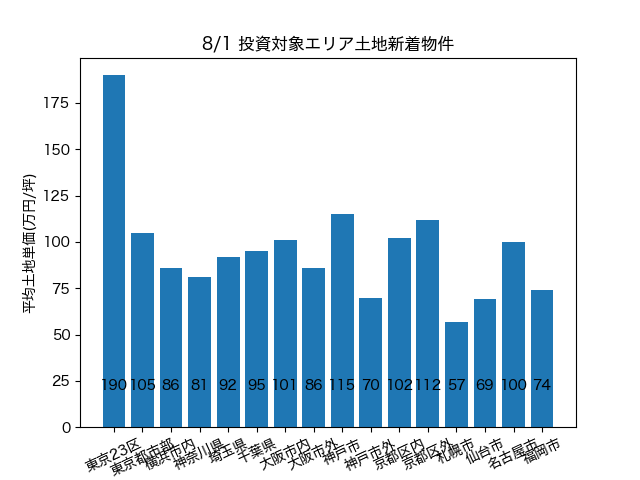 8/1 投資対象エリア土地新着物件
平均土地単価(万円/坪)
175
150
125
100
75
50
25
0
190 105 86 81 92 95 101 86 115 70 102 112 57 69 100 74
東京23区
東京都市部
横浜市内
神奈川県
埼玉県
千葉県
大阪市内
大阪市外
神戸市
神戸市外
京都区内
京都区外
札幌市
仙台市
名古屋市
福岡市